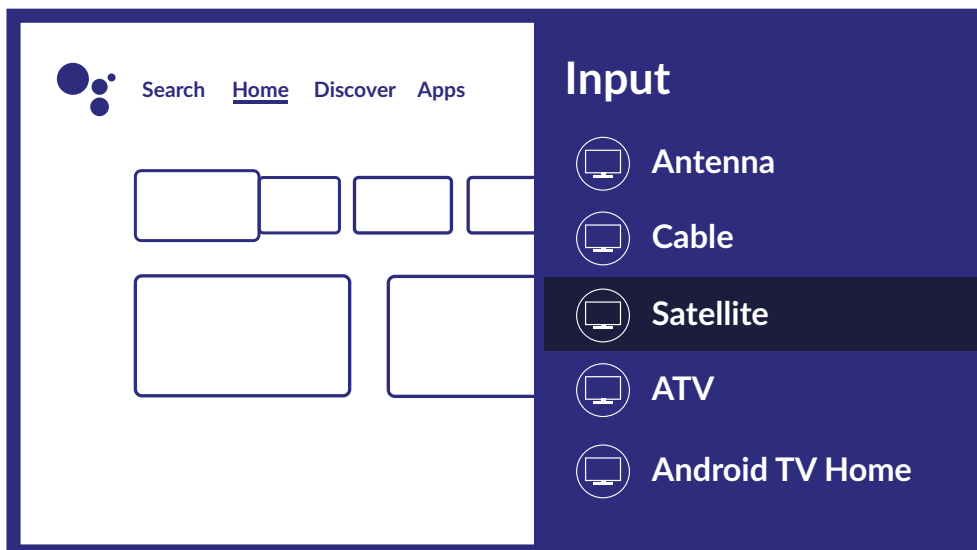 Search Home Discover Apps
Input
Antenna
Cable
Satellite
ATV
Android TV Home